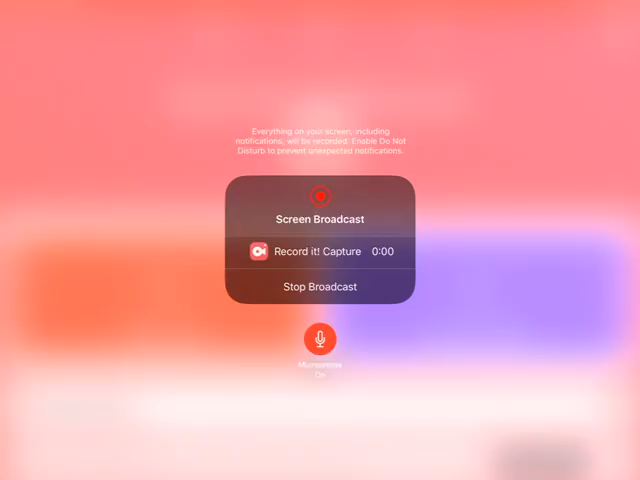 Everything on your screen, including
notifications, will be recorded. Enable Do Not
Disturb to prevent unexpected notifications.
Screen Broadcast
Record it! Capture 0:00
Stop Broadcast
Microphone
On